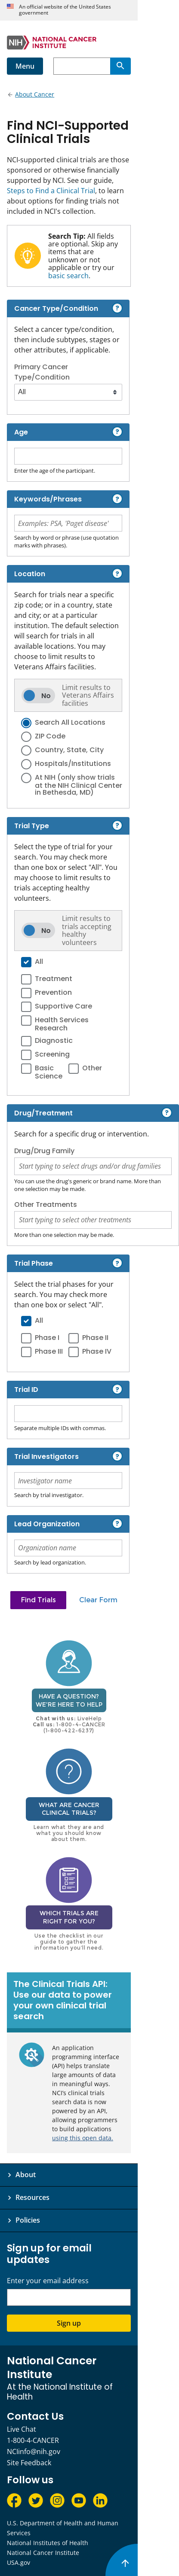 An official website of the United States
government
NIH NATIONAL CANCER
INSTITUTE
Menu
About Cancer
Find NCI-Supported
Clinical Trials
NCI-supported clinical trials are those
sponsored or otherwise financially
supported by NCI. See our guide,
Steps to Find a Clinical Trial, to learn
about options for finding trials not
included in NCI's collection.
Search Tip: All fields
are optional. Skip any
items that are
unknown or not
applicable or try our
basic search.
Cancer Type/Condition ?
Select a cancer type/condition,
then include subtypes, stages or
other attributes, if applicable.
Primary Cancer
Type/Condition
All
Age ?
Enter the age of the participant.
Keywords/Phrases ?
Examples: PSA, 'Paget disease'
Search by word or phrase (use quotation
marks with phrases).
Location ?
Search for trials near a specific
zip code; or in a country, state
and city; or at a particular
institution. The default selection
will search for trials in all
available locations. You may
choose to limit results to
Veterans Affairs facilities.
No
Limit results to
Veterans Affairs
facilities
Search All Locations
ZIP Code
Country, State, City
Hospitals/Institutions
At NIH (only show trials
at the NIH Clinical Center
in Bethesda, MD)
Trial Type ?
Select the type of trial for your
search. You may check more
than one box or select "All". You
may choose to limit results to
trials accepting healthy
volunteers.
No
Limit results to
trials accepting
healthy
volunteers
All
Treatment
Prevention
Supportive Care
Health Services
Research
Diagnostic
Screening
Basic
Science
Other
Drug/Treatment ?
Search for a specific drug or intervention.
Drug/Drug Family
Start typing to select drugs and/or drug families
You can use the drug's generic or brand name. More than
one selection may be made.
Other Treatments
Start typing to select other treatments
More than one selection may be made.
Trial Phase ?
Select the trial phases for your
search. You may check more
than one box or select "All".
All
Phase I Phase II
Phase III Phase IV
Trial ID ?
Separate multiple IDs with commas.
Trial Investigators ?
Investigator name
Search by trial investigator.
Lead Organization ?
Organization name
Search by lead organization.
Find Trials Clear Form
HAVE A QUESTION?
WE'RE HERE TO HELP
Chat with us: LiveHelp
Call us: 1-800-4-CANCER
(1-800-422-6237)
?
WHAT ARE CANCER
CLINICAL TRIALS?
Learn what they are and
what you should know
about them.
WHICH TRIALS ARE
RIGHT FOR YOU?
Use the checklist in our
guide to gather the
information you'll need.
The Clinical Trials API:
Use our data to power
your own clinical trial
search
An application
programming interface
(API) helps translate
large amounts of data
in meaningful ways.
NCI's clinical trials
search data is now
powered by an API,
allowing programmers
to build applications
using this open data.
About
Resources
Policies
Sign up for email
updates
Enter your email address
Sign up
National Cancer
Institute
At the National Institute of
Health
Contact Us
Live Chat
1-800-4-CANCER
NCIinfo@nih.gov
Site Feedback
Follow us
U.S. Department of Health and Human
Services
National Institutes of Health
National Cancer Institute
USA.gov